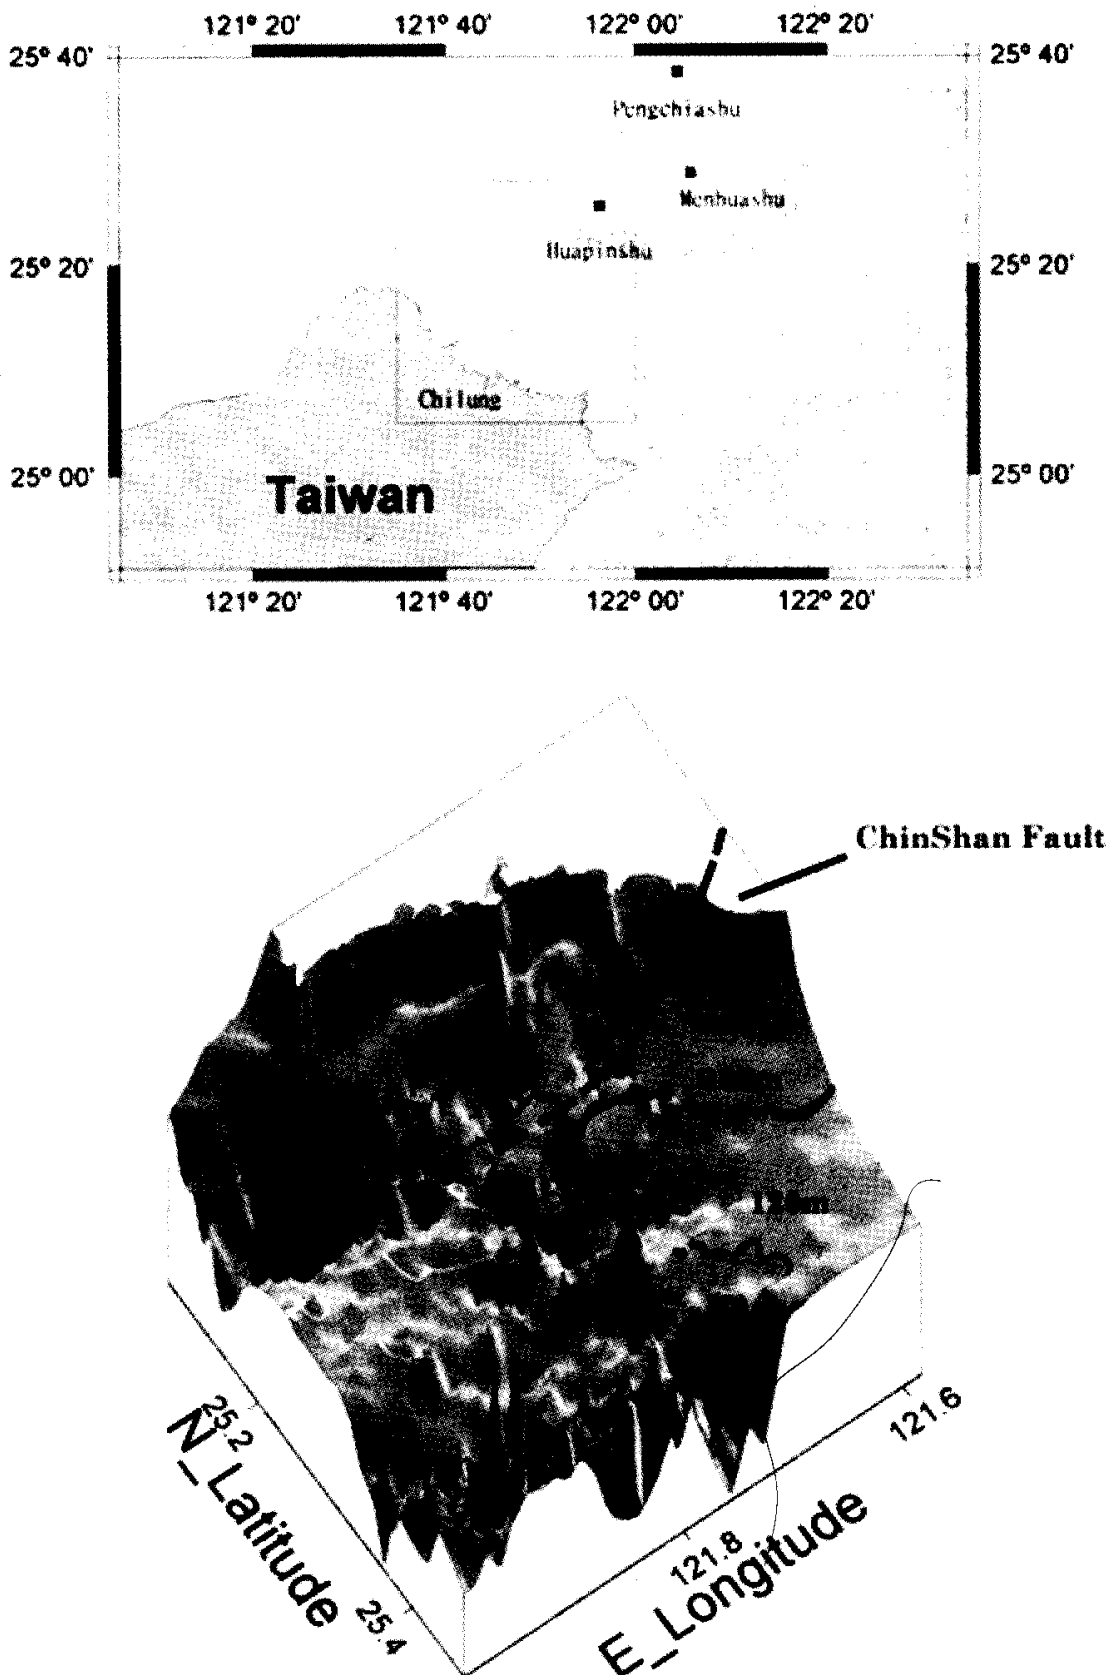 121° 20' 121° 40' 122° 00' 122° 20'
25° 40' 25° 40'
Pengchiashu
Menhuashu
Huapinshu
25° 20' 25° 20'
Chilung
25° 00' 25° 00'
Taiwan
121° 20' 121° 40' 122° 00' 122° 20'
ChinShan Fault
120m
25.2
N_Latitude
25.4
121.6
121.8
E_Longitude